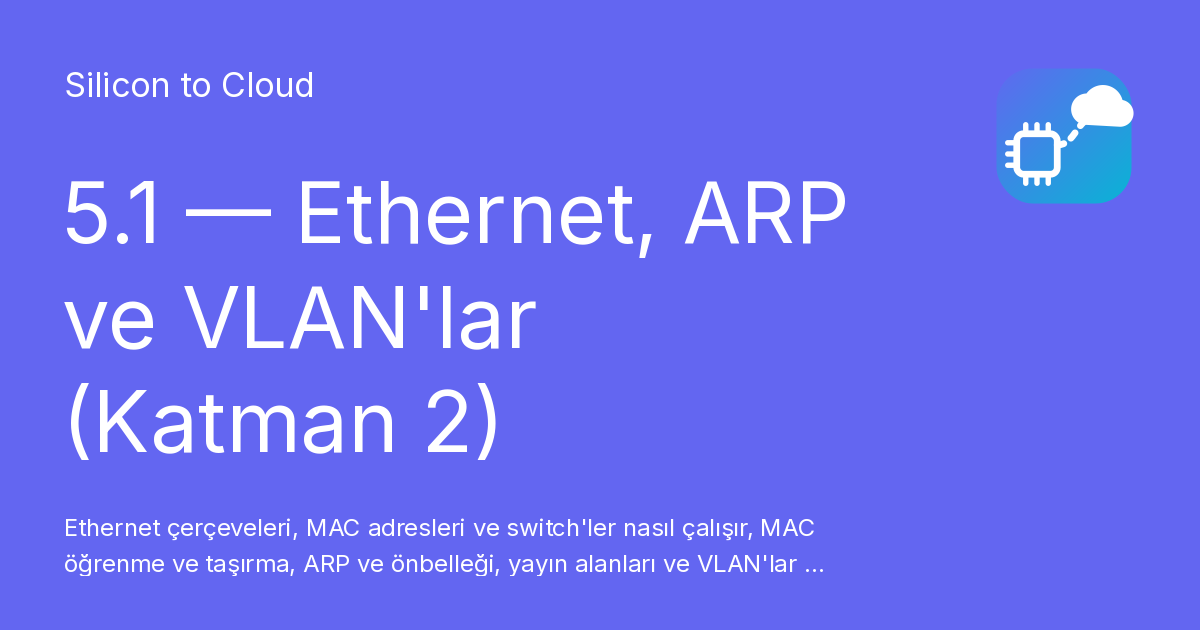 Silicon to Cloud
5.1 — Ethernet, ARP
ve VLAN'lar
(Katman 2)
Ethernet çerçeveleri, MAC adresleri ve switch'ler nasıl çalışır, MAC
öğrenme ve taşırma, ARP ve önbelleği, yayın alanları ve VLAN'lar ...